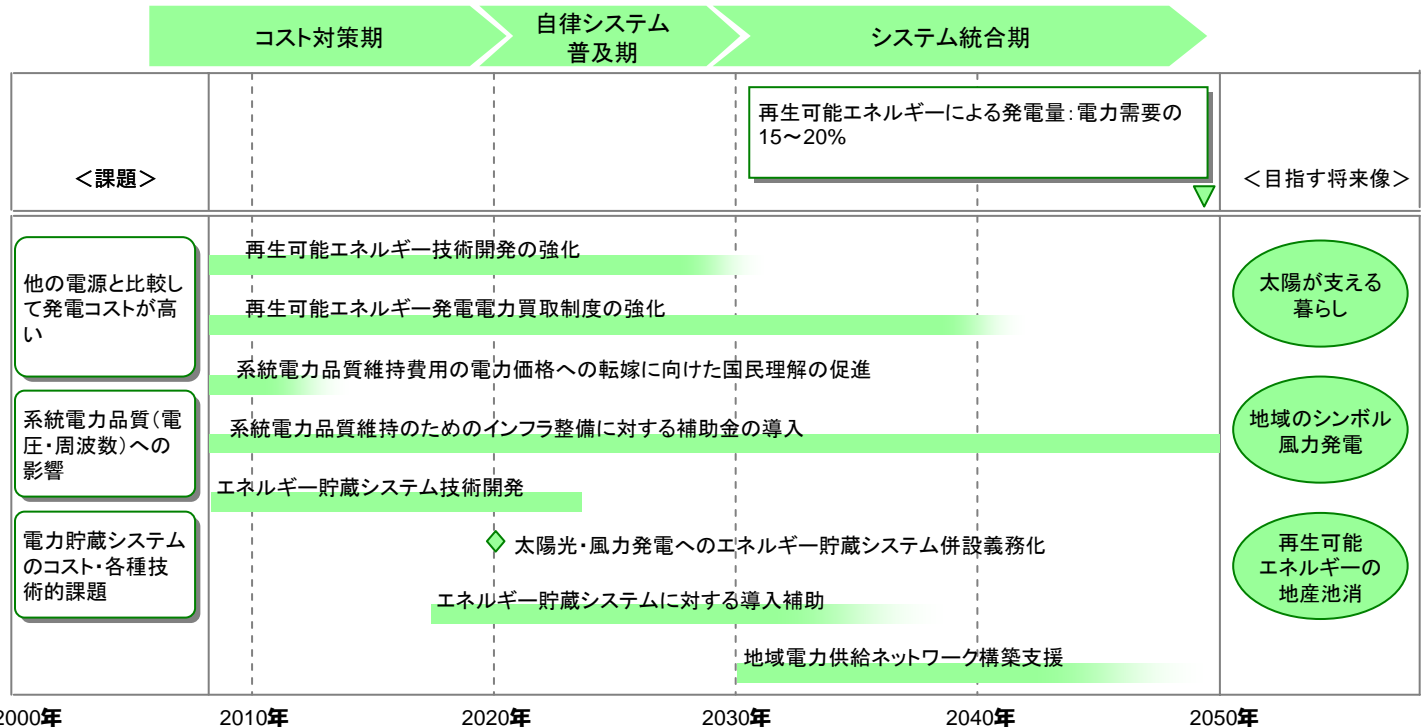 コスト対策期
自律システム
普及期
システム統合期
再生可能エネルギーによる発電量：電力需要の
15～20%
＜課題＞
＜目指す将来像＞
他の電源と比較し
て発電コストが高
い
系統電力品質（電
圧・周波数）への
影響
電力貯蔵システム
のコスト・各種技
術的課題
再生可能エネルギー技術開発の強化
再生可能エネルギー発電電力買取制度の強化
系統電力品質維持費用の電力価格への転嫁に向けた国民理解の促進
系統電力品質維持のためのインフラ整備に対する補助金の導入
エネルギー貯蔵システム技術開発
太陽光・風力発電へのエネルギー貯蔵システム併設義務化
エネルギー貯蔵システムに対する導入補助
地域電力供給ネットワーク構築支援
太陽が支える
暮らし
地域のシンボル
風力発電
再生可能
エネルギーの
地産池消
2000年
2010年
2020年
2030年
2040年
2050年